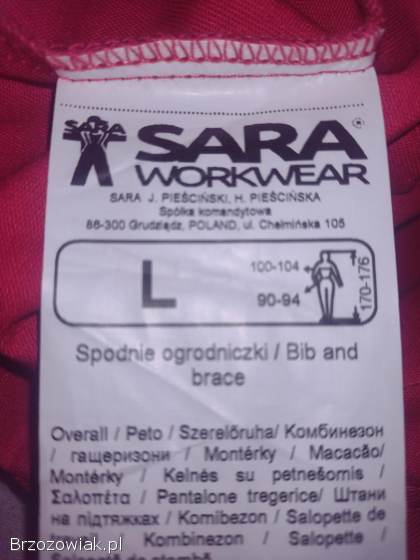 SARA
SARA®
WORKWEAR
SARA J. PIEŚCIŃSKI, H. PIEŚCIŃSKA
Spółka komandytowa
86-300 Grudziądz, POLAND, ul. Chełmińska 105
L
100-104
90-94
170-176
Spodnie ogrodniczki / Bib and
brace
Overall / Peto / Szerelőruha/ Комбинезон
/ гащеризони / Montérky / Macacão/
Montérky / Kelnės su petnešomis /
Σαλοπέτα / Pantalone tregerice/ Штани
на підтяжках / Komibezon / Salopete de
Kombinezon / Salopette /
Brzozowiak.pl